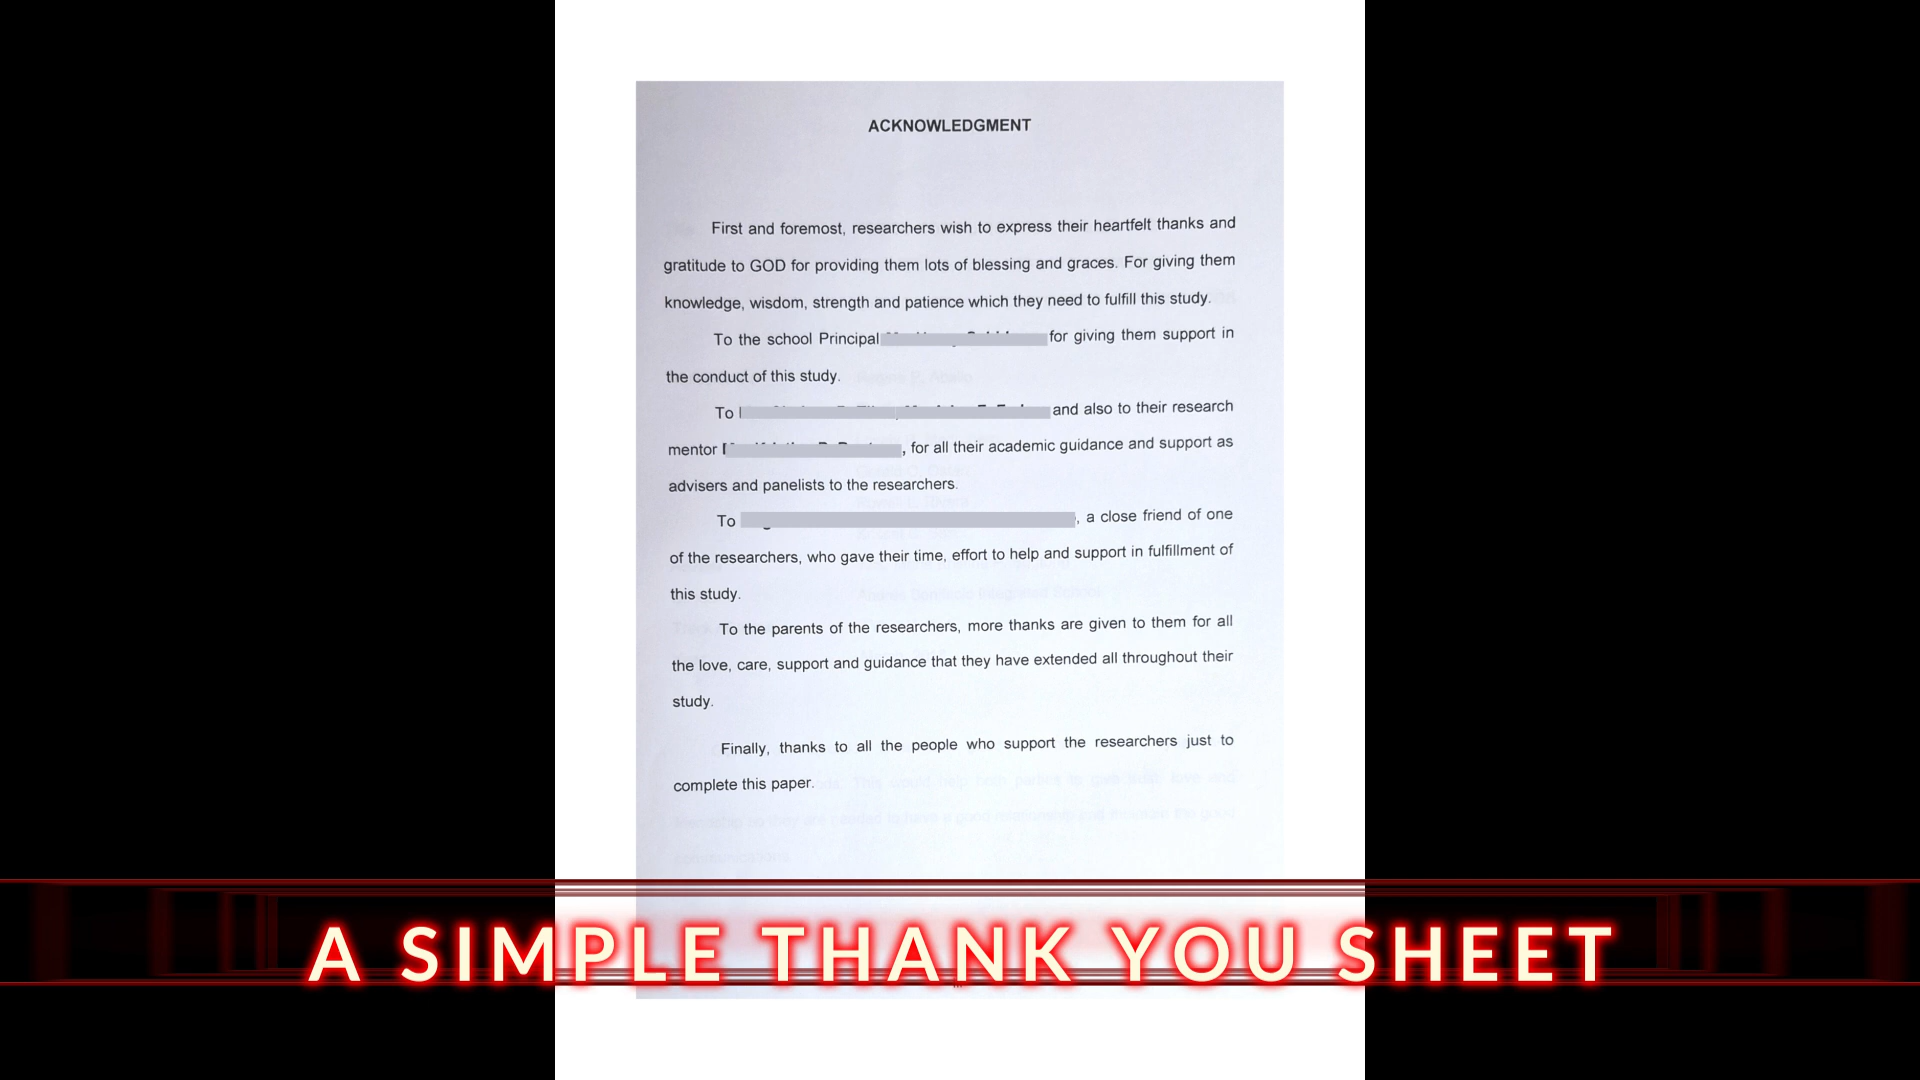 ACKNOWLEDGMENT
First and foremost, researchers wish to express their heartfelt thanks and
gratitude to GOD for providing them lots of blessing and graces. For giving them
knowledge, wisdom, strength and patience which they need to fulfill this study.
To the school Principal for giving them support in
the conduct of this study.
To and also to their research
mentor , for all their academic guidance and support as
advisers and panelists to the researchers.
To , a close friend of one
of the researchers, who gave their time, effort to help and support in fulfillment of
this study.
To the parents of the researchers, more thanks are given to them for all
the love, care, support and guidance that they have extended all throughout their
study.
Finally, thanks to all the people who support the researchers just to
complete this paper.
A SIMPLE THANK YOU SHEET